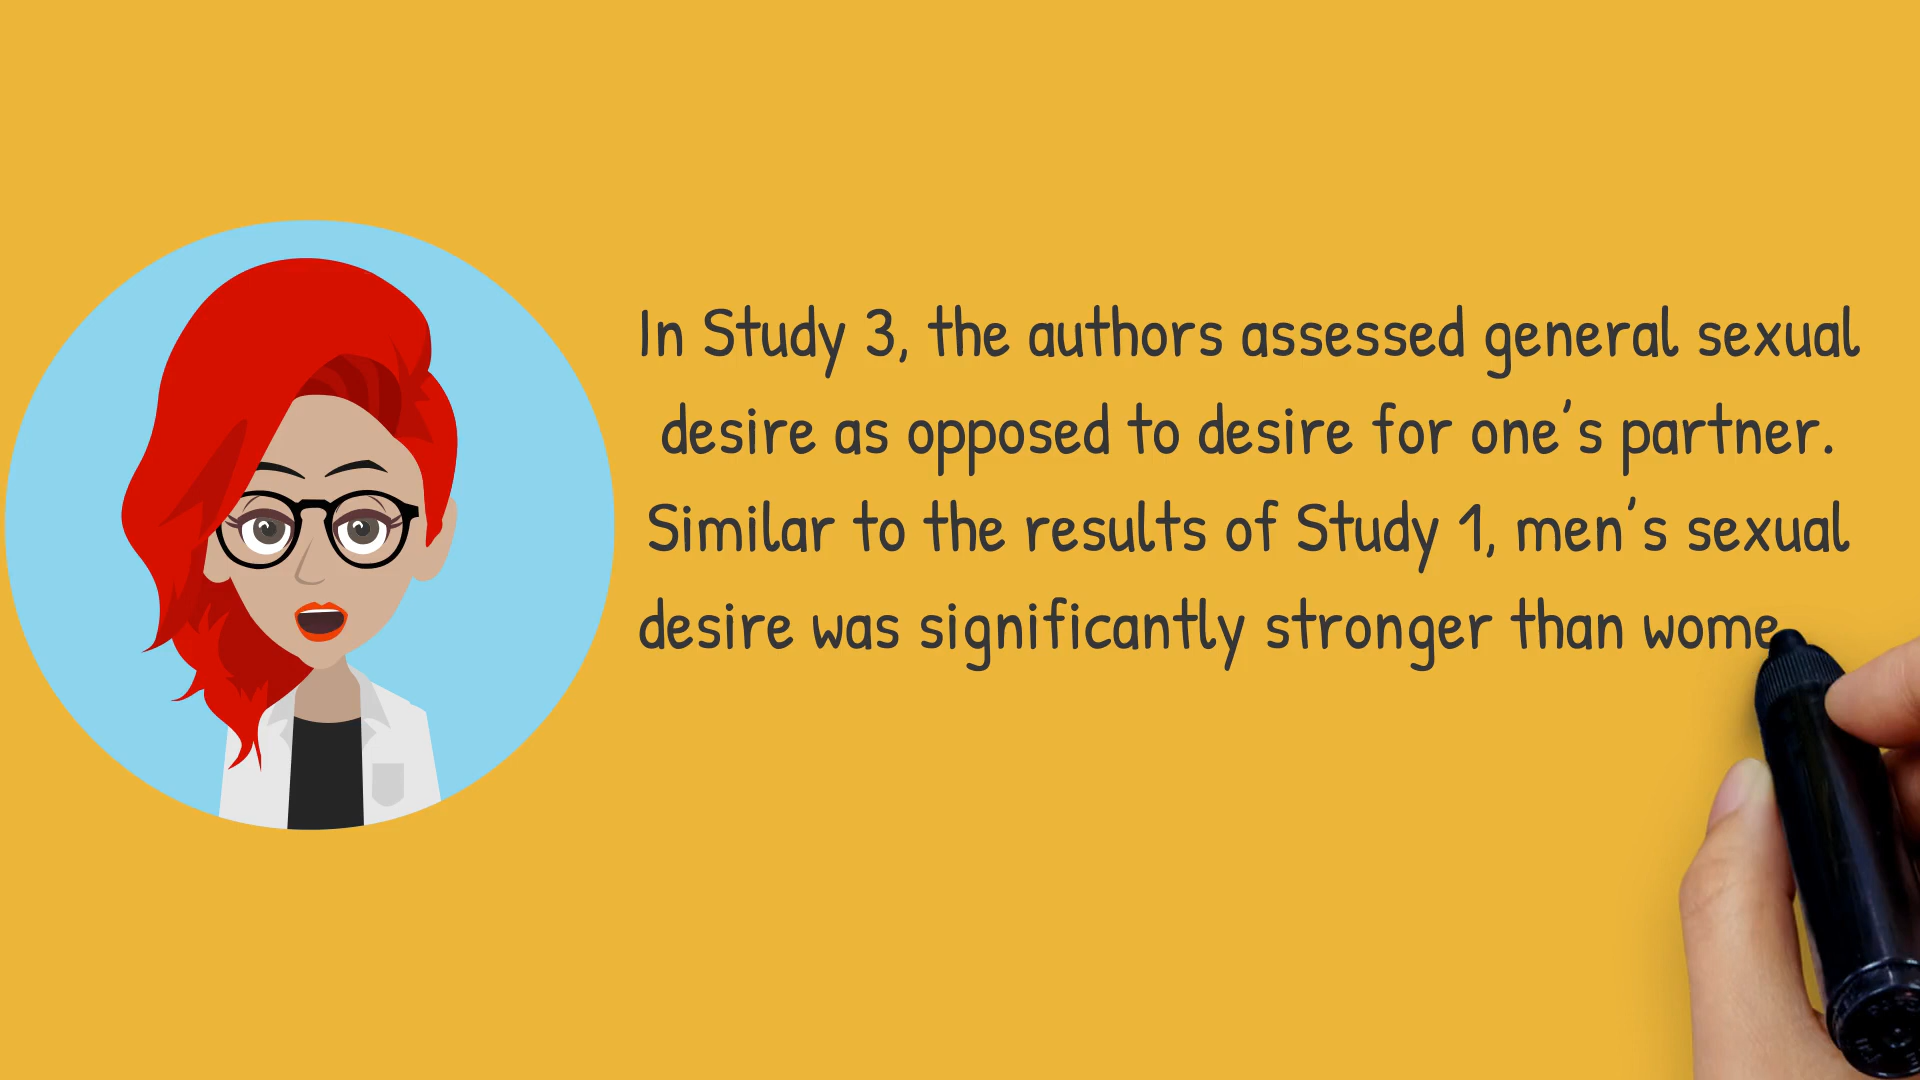 In Study 3, the authors assessed general sexual
desire as opposed to desire for one's partner.
Similar to the results of Study 1, men's sexual
desire was significantly stronger than wome